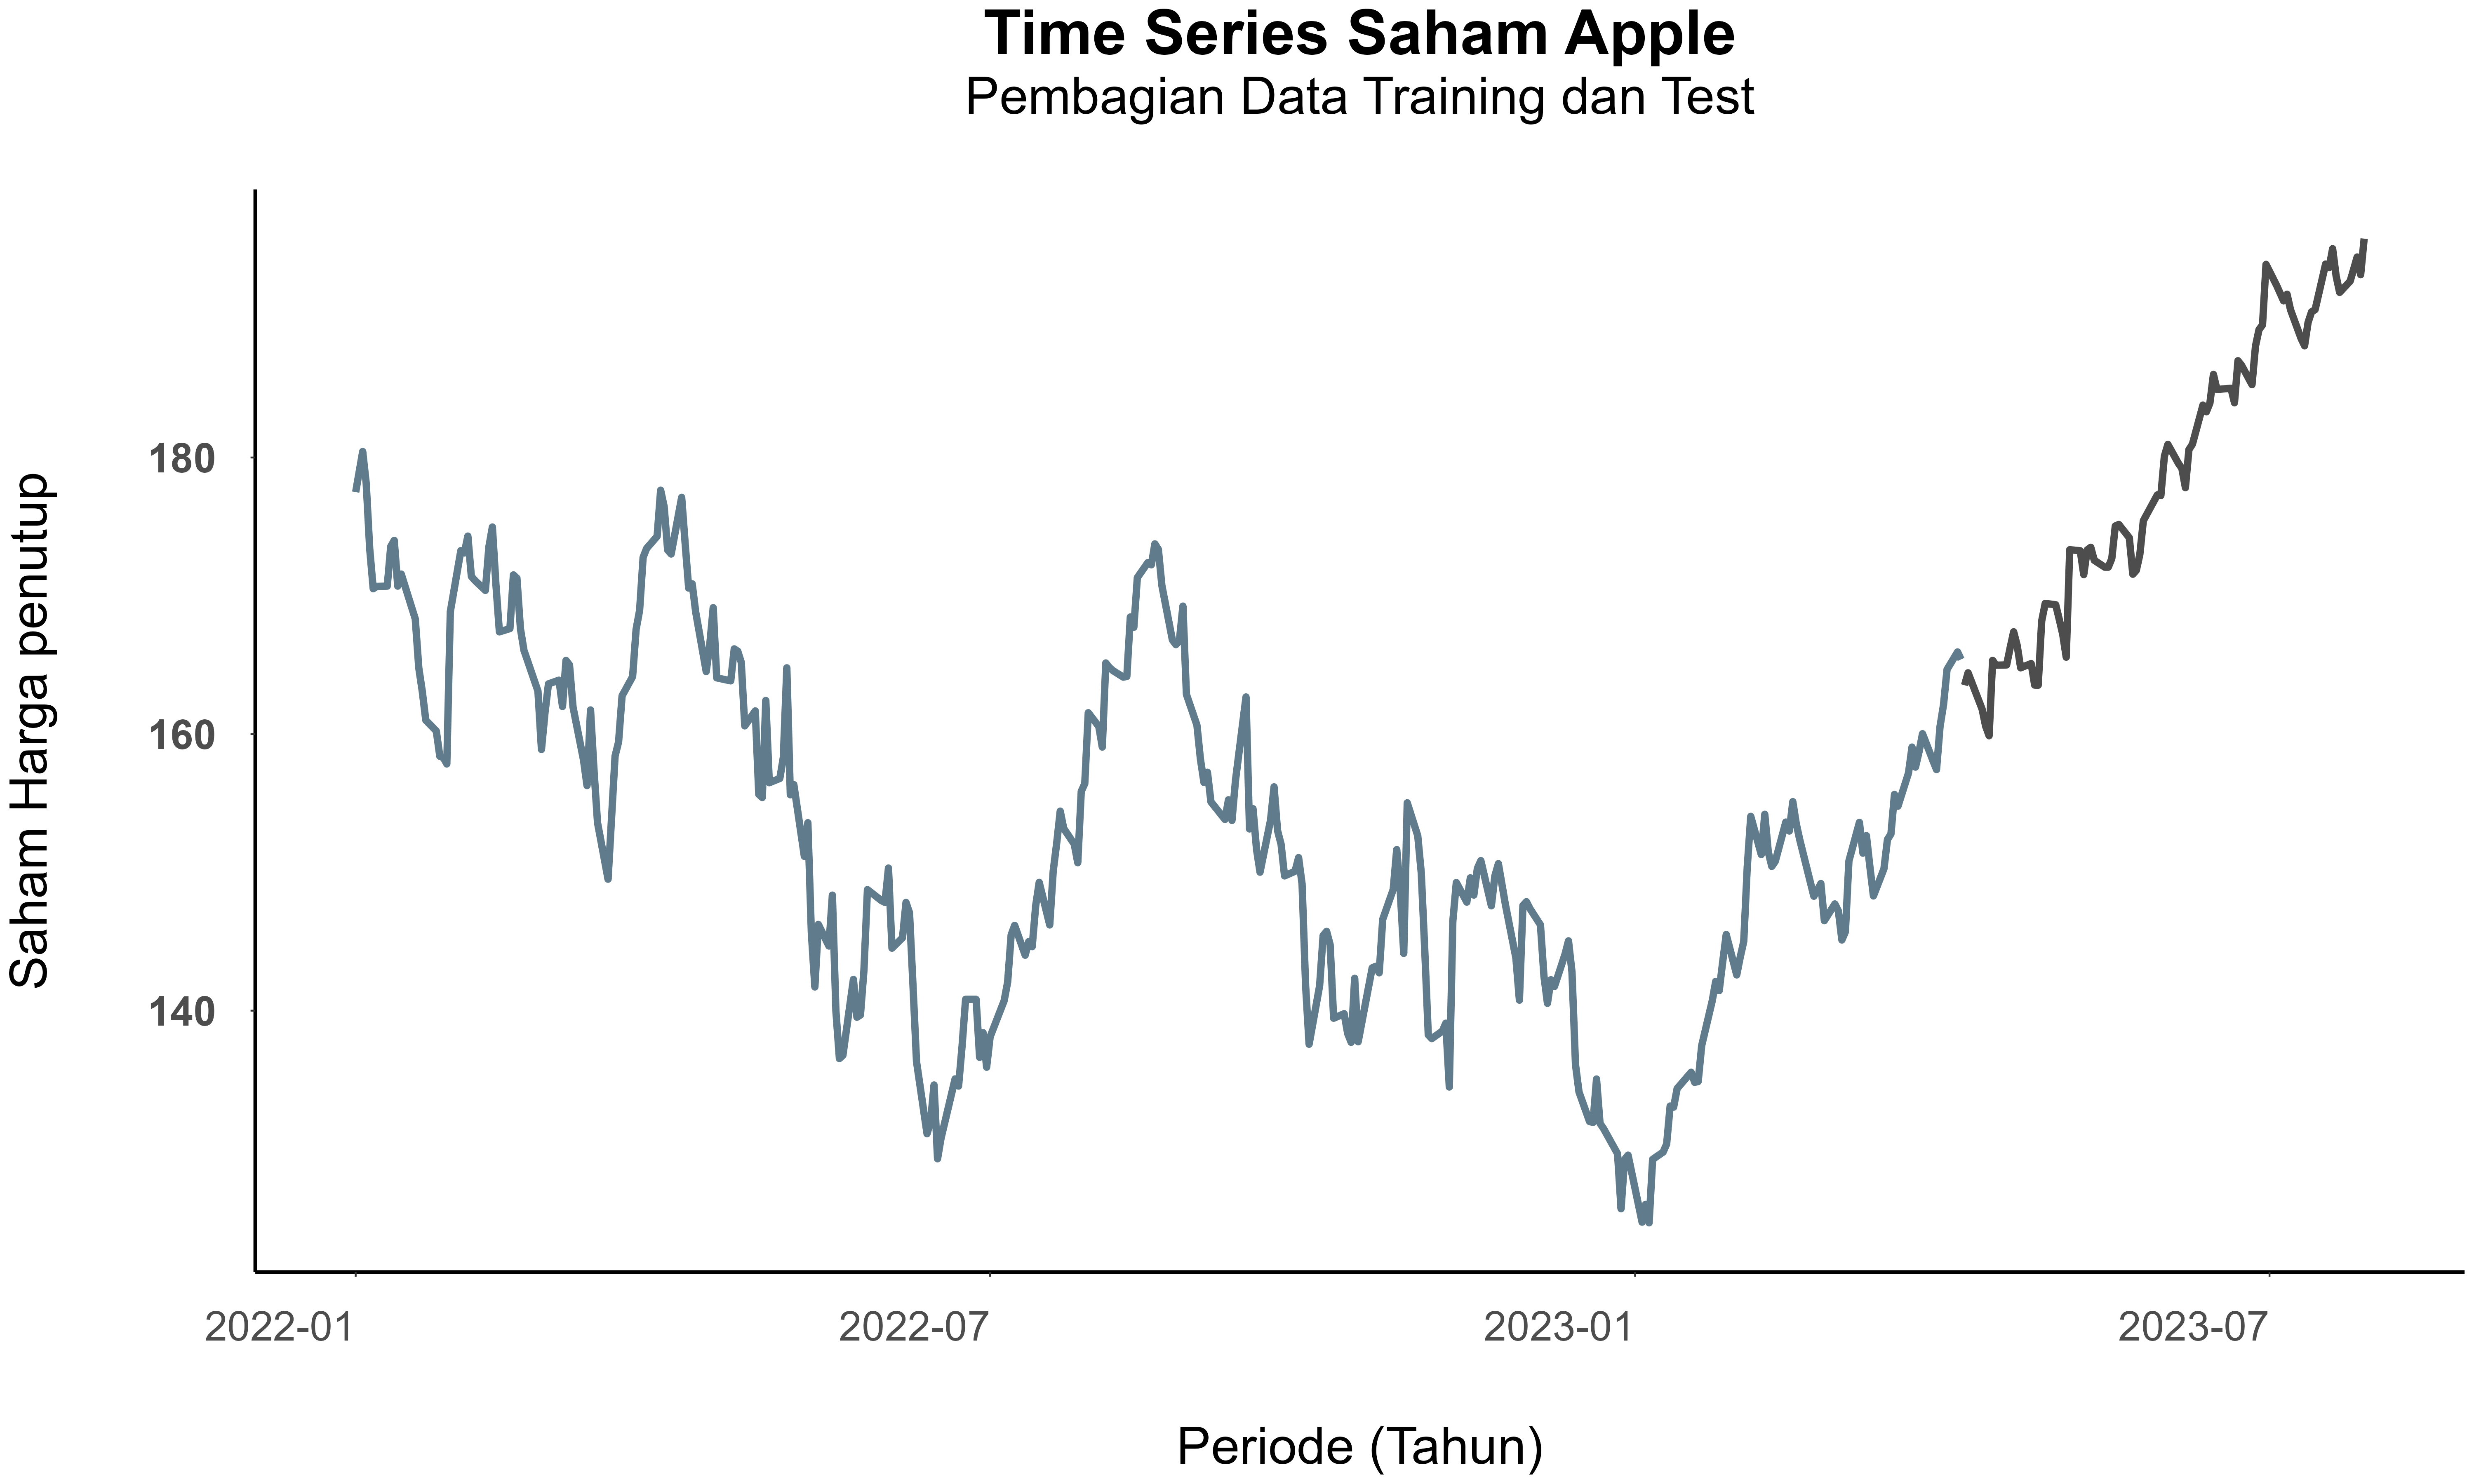 Time Series Saham Apple
Pembagian Data Training dan Test
Saham Harga penutup
180
160
140
2022-01
2022-07
2023-01
2023-07
Periode (Tahun)